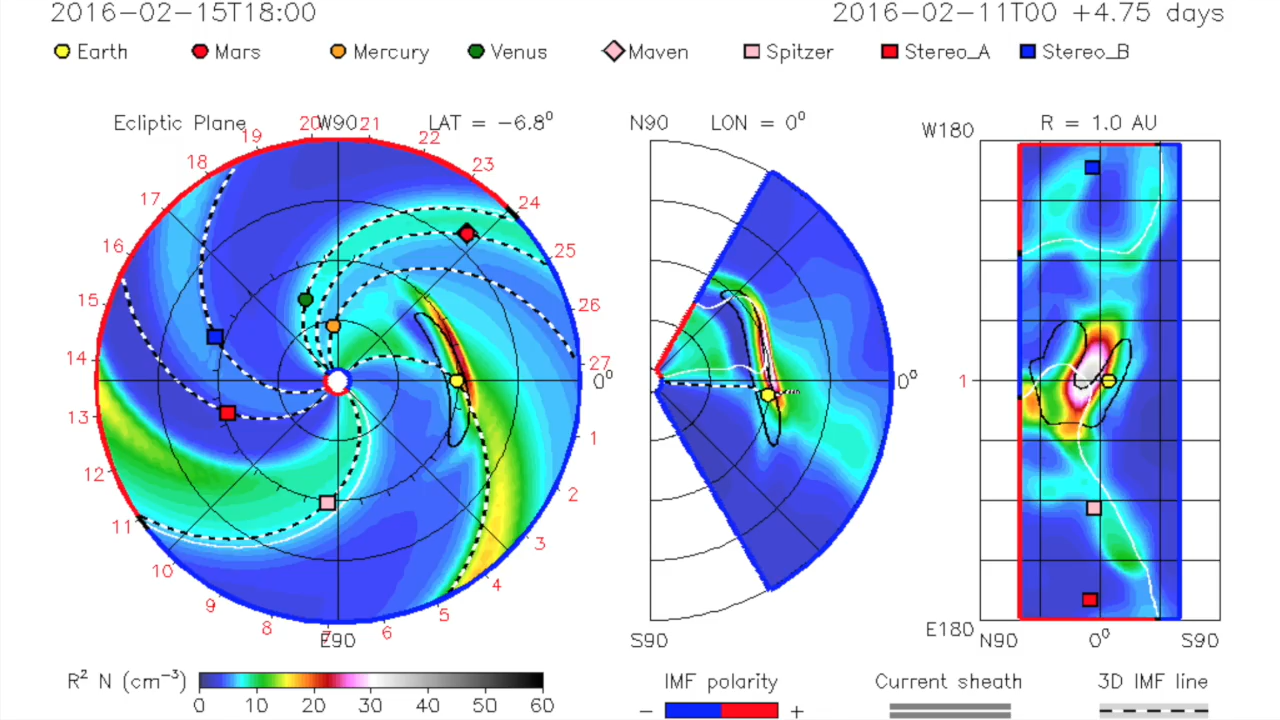 2016-02-15T18:00 2016-02-11T00 +4.75 days
Earth Mars Mercury Venus Maven Spitzer Stereo_A Stereo_B
Ecliptic Plane W90 LAT = -6.8° N90 LON = 0° W180 R = 1.0 AU
19 20 21 22
18 23
17 24
16 25
15 26
14 27 0° 0° 1
13 1
12 2
11 3
10 4
9 5
8 7 6
E90 S90 E180 N90 0° S90
R² N (cm⁻³) IMF polarity Current sheath 3D IMF line
0 10 20 30 40 50 60 - +